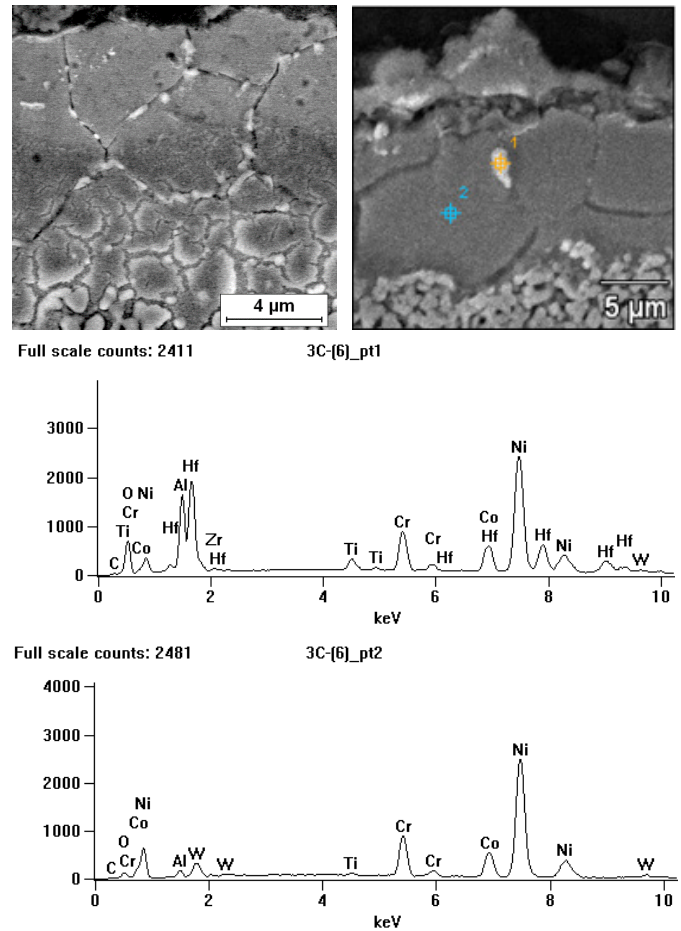 4 µm
1
2
5 µm
Full scale counts: 2411 3C-(6)_pt1
3000
2000
1000
0
Hf
Al
O Ni
Cr
Ti
C
Co
Hf
Zr
Hf
Ti
Ti
Cr
Cr
Hf
Co
Hf
Ni
Hf
Ni
Hf
Hf
W
0 2 4 6 8 10
keV
Full scale counts: 2481 3C-(6)_pt2
4000
3000
2000
1000
0
Ni
Co
O
C Cr
Al
W
W
Ti
Cr
Cr
Co
Ni
Ni
W
0 2 4 6 8 10
keV